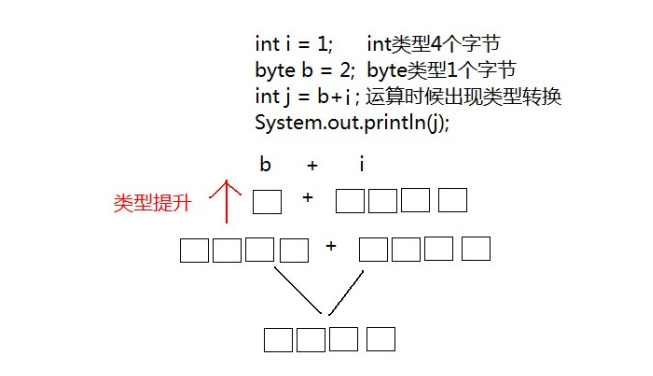 int i = 1; int类型4个字节
byte b = 2; byte类型1个字节
int j = b+i ; 运算时候出现类型转换
System.out.println(j);
b + i
类型提升 +
+